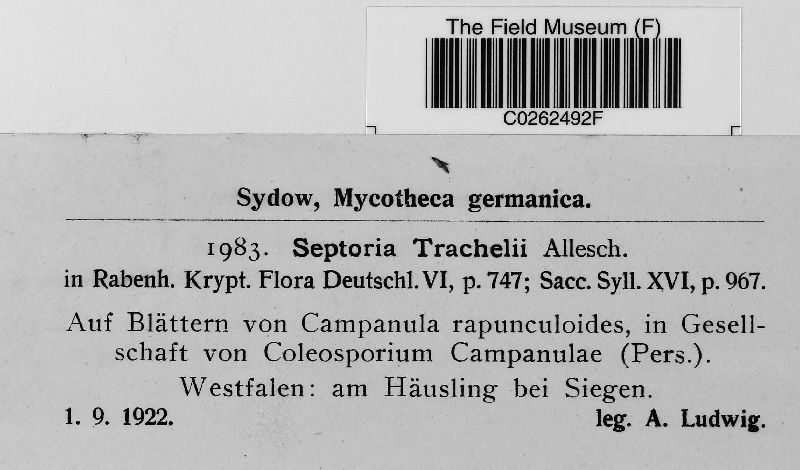 The Field Museum (F)
C0262492F
Sydow, Mycotheca germanica.
1983. Septoria Trachelii Allesch.
in Rabenh. Krypt. Flora Deutschl. VI, p. 747; Sacc. Syll. XVI, p. 967.
Auf Blättern von Campanula rapunculoides, in Gesell-
schaft von Coleosporium Campanulae (Pers.).
Westfalen: am Häusling bei Siegen.
1. 9. 1922. leg. A. Ludwig.